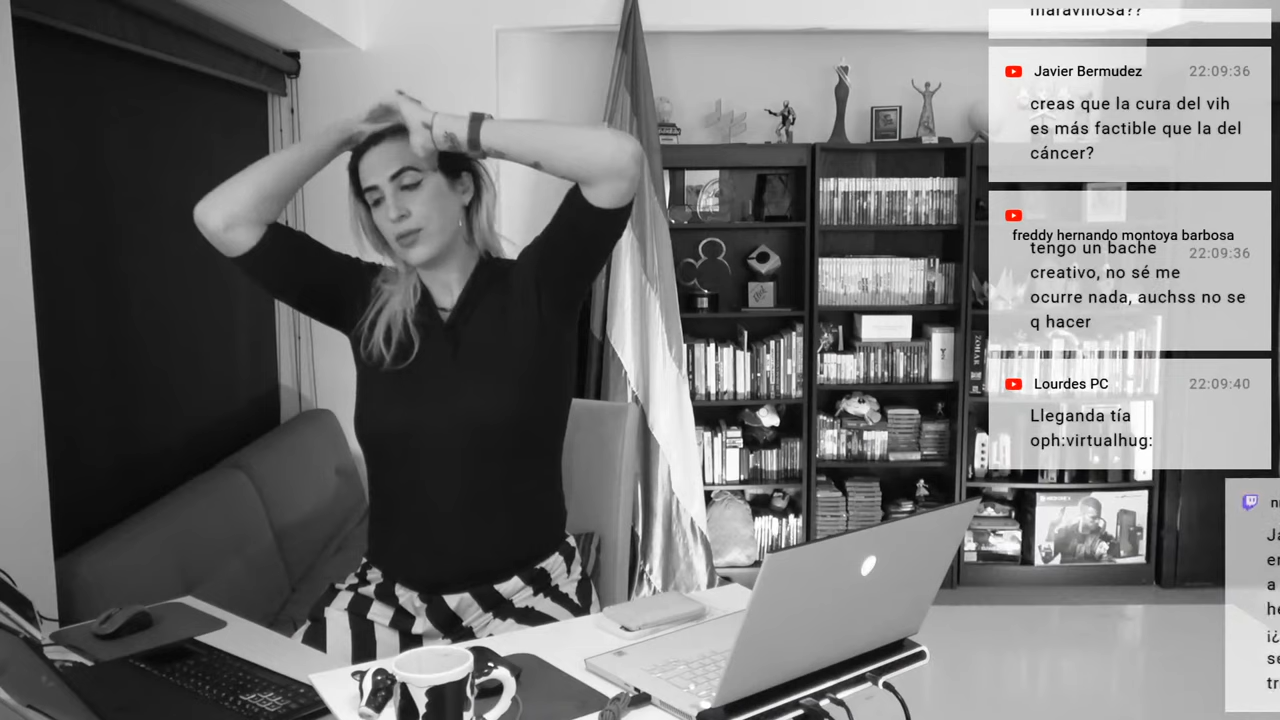 maravillosa??
Javier Bermudez 22:09:36
creas que la cura del vih
es más factible que la del
cáncer?
freddy hernando montoya barbosa
tengo un bache 22:09:36
creativo, no sé me
ocurre nada, auchss no se
q hacer
Lourdes PC 22:09:40
Lleganda tía
oph:virtualhug:
ZOHAR